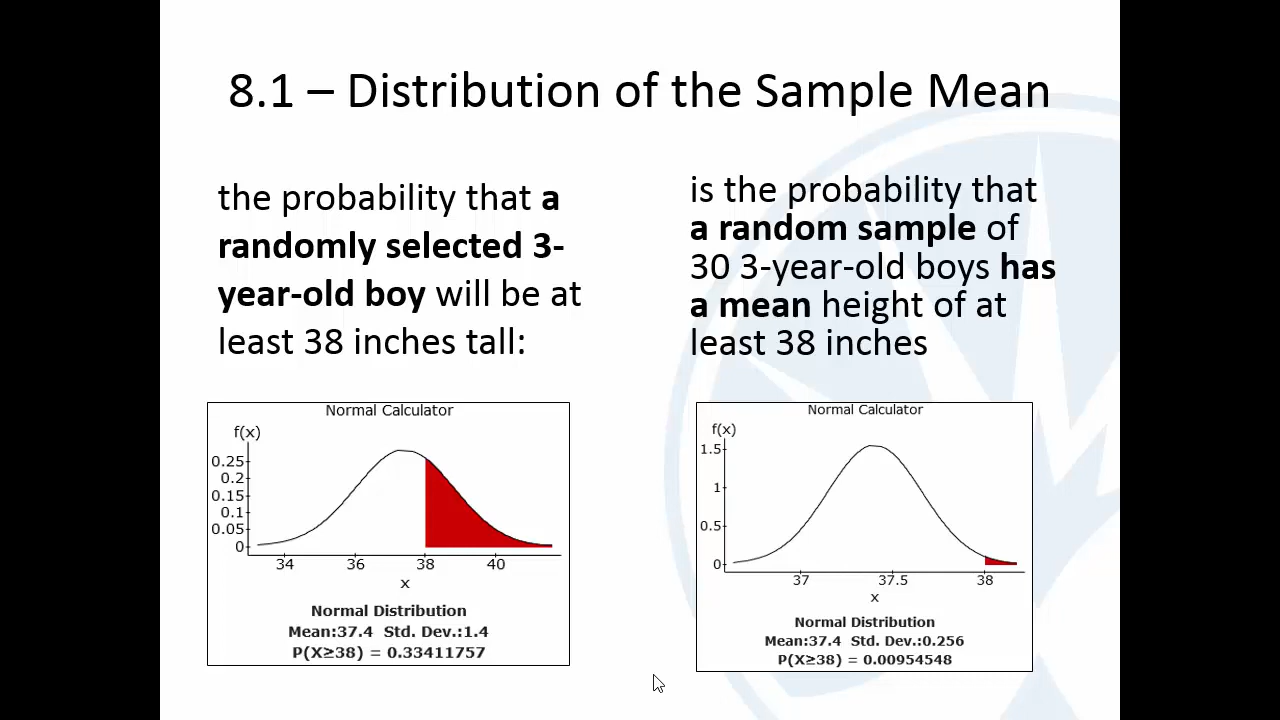 8.1 – Distribution of the Sample Mean
the probability that a
randomly selected 3-
year-old boy will be at
least 38 inches tall:
is the probability that
a random sample of
30 3-year-old boys has
a mean height of at
least 38 inches
Normal Calculator
f(x)
0.25
0.2
0.15
0.1
0.05
0
34 36 38 40
x
Normal Distribution
Mean:37.4 Std. Dev.:1.4
P(X≥38) = 0.33411757
Normal Calculator
f(x)
1.5
1
0.5
0
37 37.5 38
x
Normal Distribution
Mean:37.4 Std. Dev.:0.256
P(X≥38) = 0.00954548